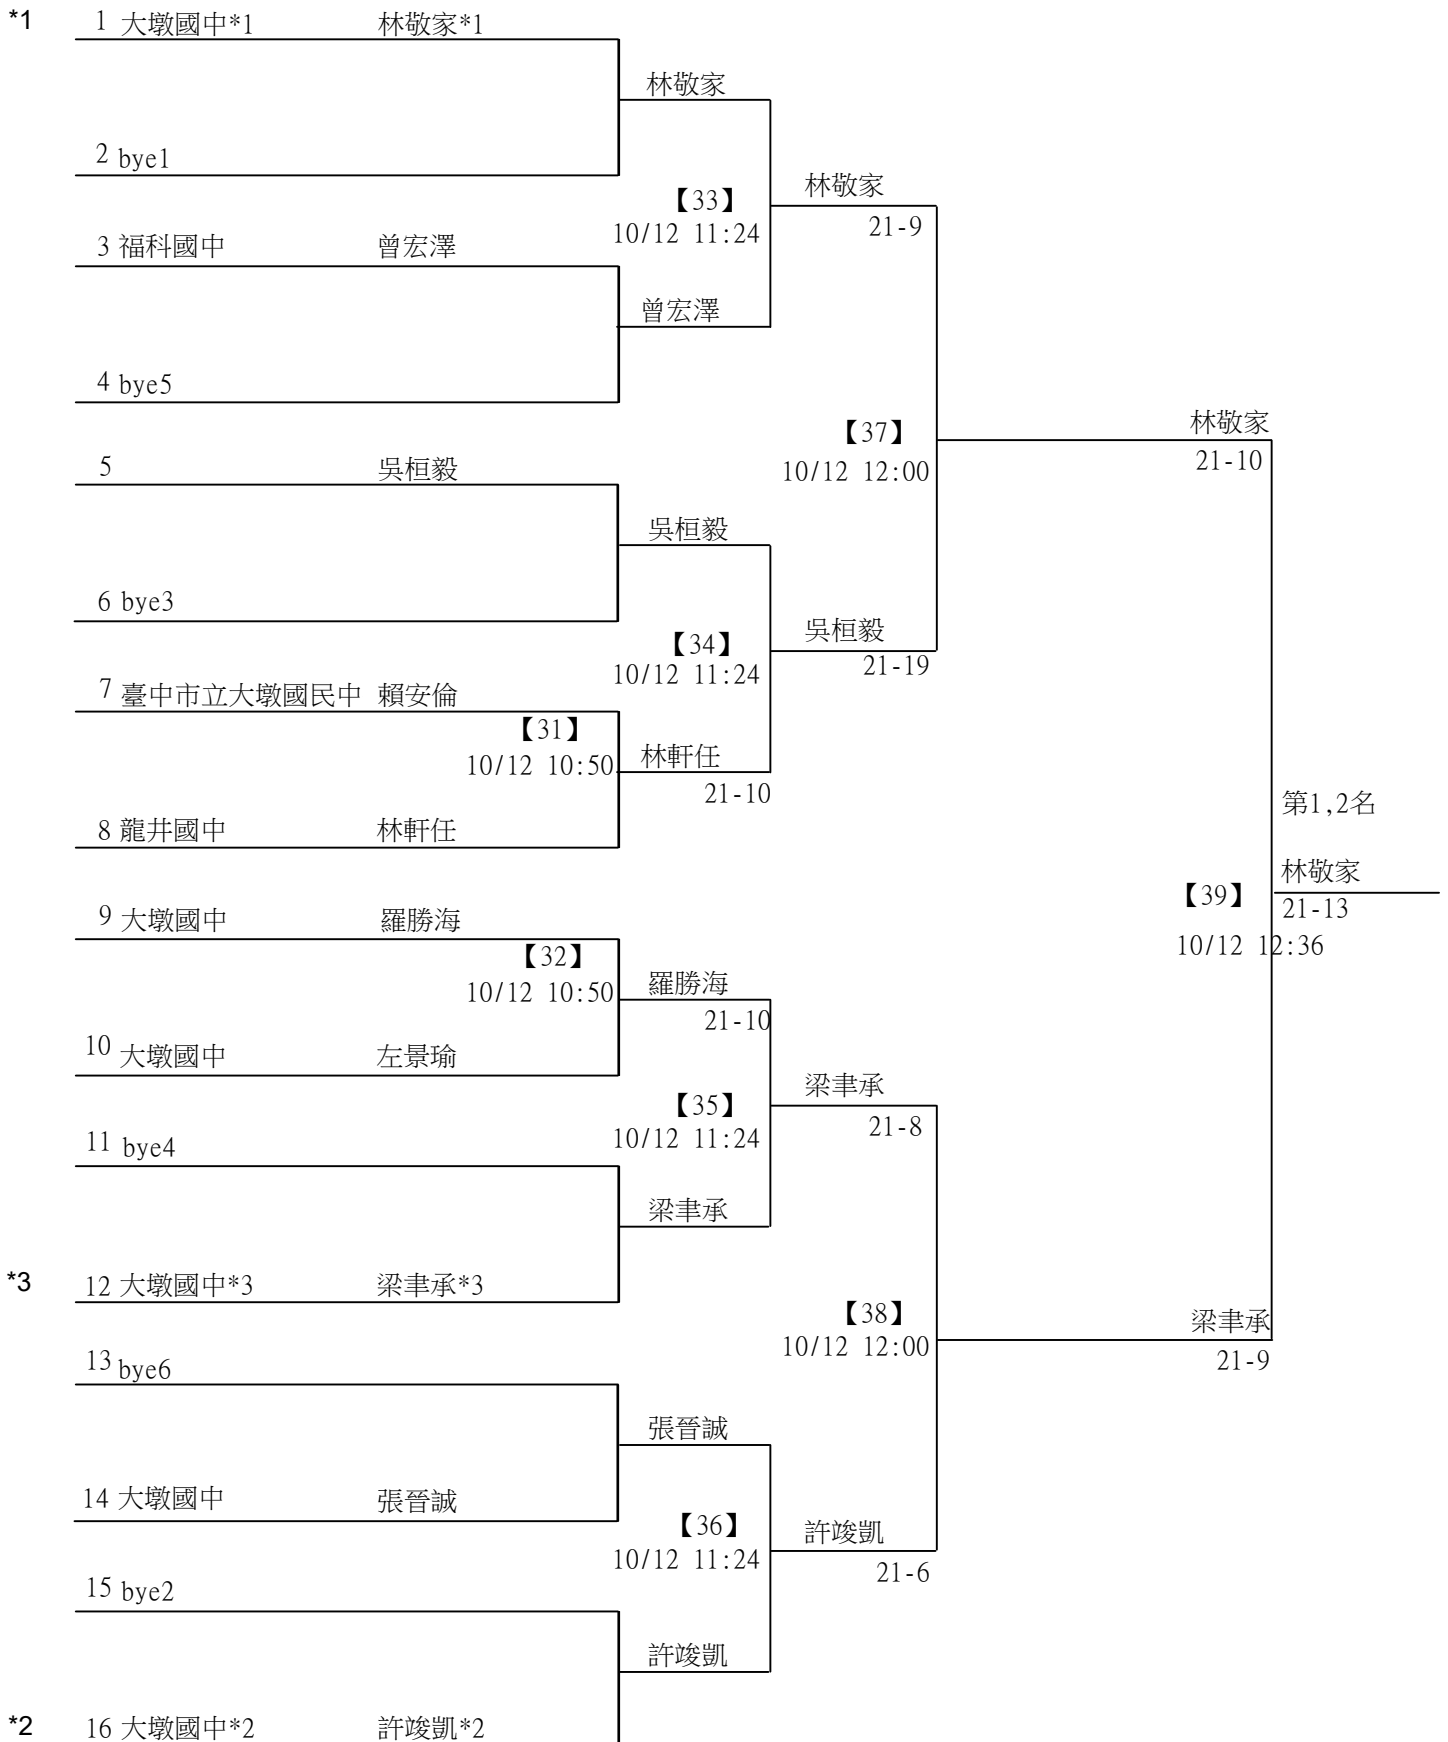 *1 1 大墩國中*1 林敬家*1
林敬家
2 bye1
林敬家
【33】
10/12 11:24
21-9
3 福科國中 曾宏澤
曾宏澤
4 bye5
林敬家
【37】
10/12 12:00
21-10
5 吳桓毅
吳桓毅
6 bye3
吳桓毅
【34】
10/12 11:24
21-19
7 臺中市立大墩國民中 賴安倫
【31】
10/12 10:50
林軒任
21-10
第1,2名
8 龍井國中 林軒任
林敬家
【39】
21-13
10/12 12:36
9 大墩國中 羅勝海
【32】
10/12 10:50
羅勝海
21-10
10 大墩國中 左景瑜
梁聿承
【35】
10/12 11:24
21-8
11 bye4
梁聿承
*3 12 大墩國中*3 梁聿承*3
【38】
10/12 12:00
梁聿承
21-9
13 bye6
張晉誠
14 大墩國中 張晉誠
【36】
10/12 11:24
許竣凱
21-6
15 bye2
許竣凱
*2 16 大墩國中*2 許竣凱*2